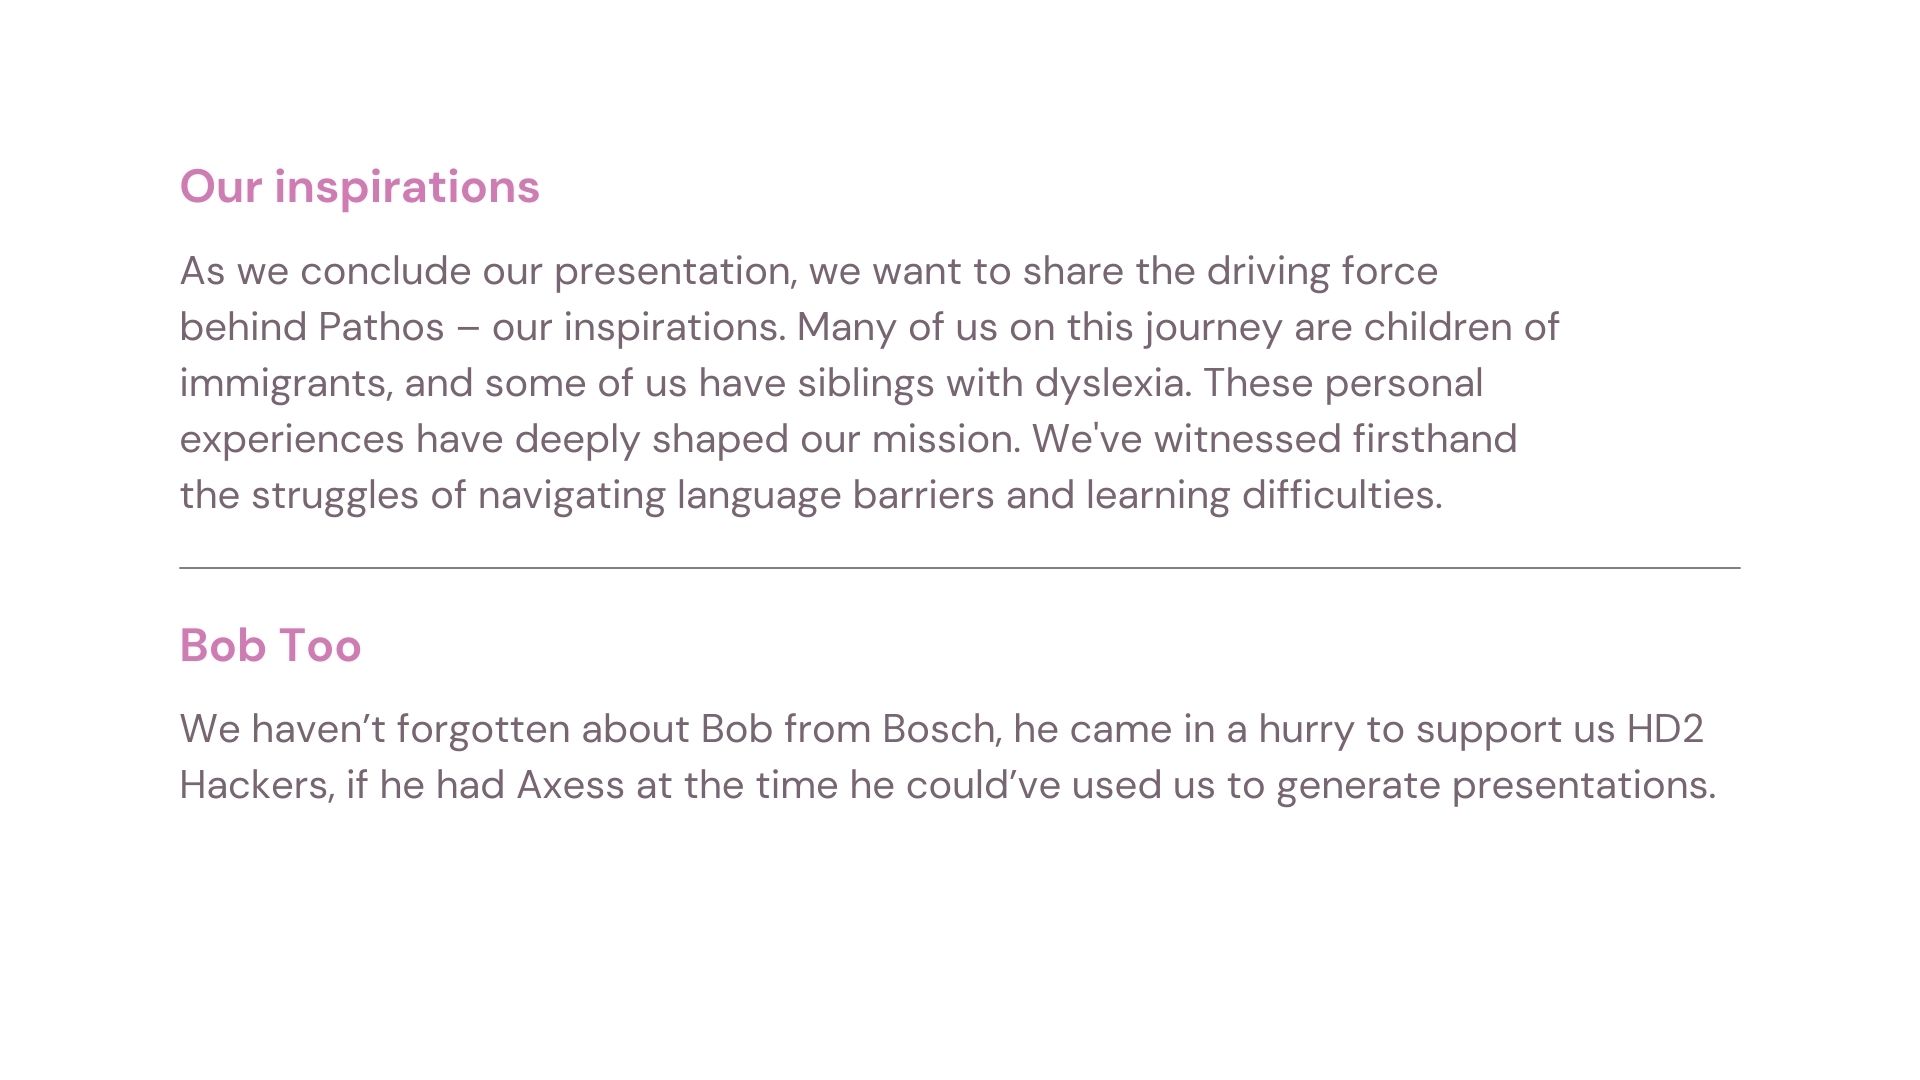 Our inspirations
As we conclude our presentation, we want to share the driving force
behind Pathos – our inspirations. Many of us on this journey are children of
immigrants, and some of us have siblings with dyslexia. These personal
experiences have deeply shaped our mission. We've witnessed firsthand
the struggles of navigating language barriers and learning difficulties.
Bob Too
We haven’t forgotten about Bob from Bosch, he came in a hurry to support us HD2
Hackers, if he had Axess at the time he could’ve used us to generate presentations.